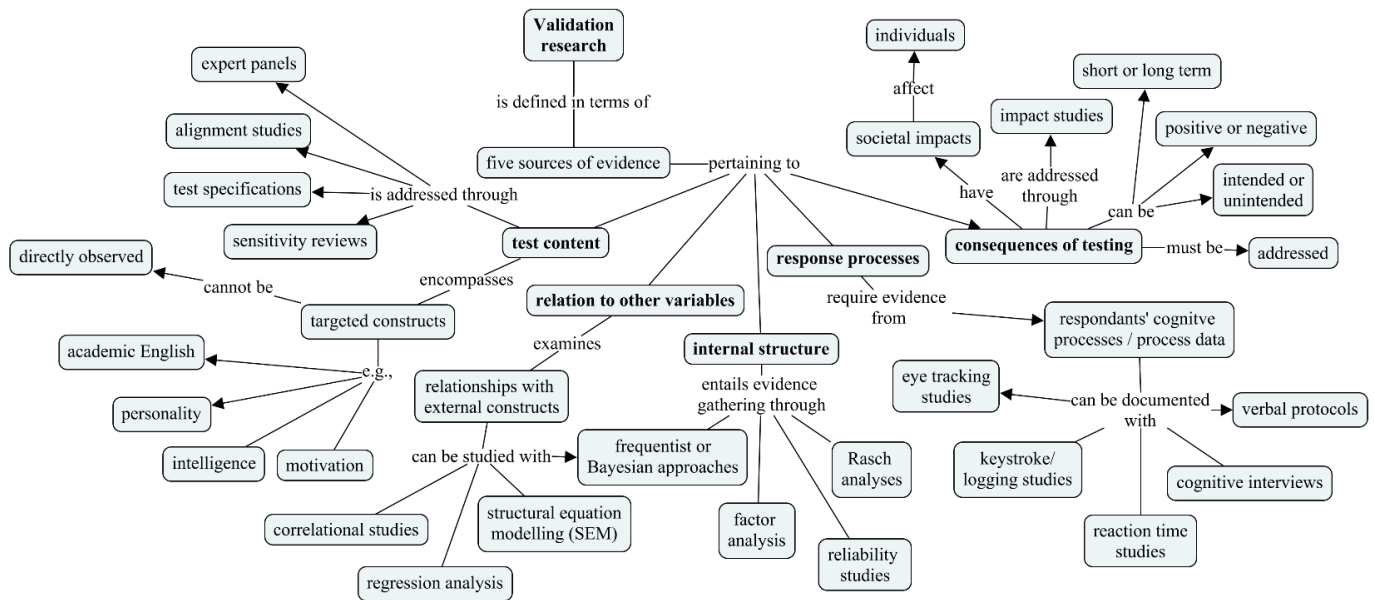 Validation
research
is defined in terms of
five sources of evidence
pertaining to
expert panels
alignment studies
test specifications
sensitivity reviews
is addressed through
test content
encompasses
targeted constructs
cannot be
directly observed
e.g.,
academic English
personality
intelligence
motivation
relation to other variables
examines
relationships with
external constructs
can be studied with
correlational studies
regression analysis
structural equation
modelling (SEM)
frequentist or
Bayesian approaches
internal structure
entails evidence
gathering through
factor
analysis
reliability
studies
Rasch
analyses
response processes
require evidence
from
respondants' cognitve
processes / process data
can be documented
with
eye tracking
studies
keystroke/
logging studies
reaction time
studies
cognitive interviews
verbal protocols
consequences of testing
have
societal impacts
affect
individuals
are addressed
through
impact studies
can be
short or long term
positive or negative
intended or
unintended
must be
addressed